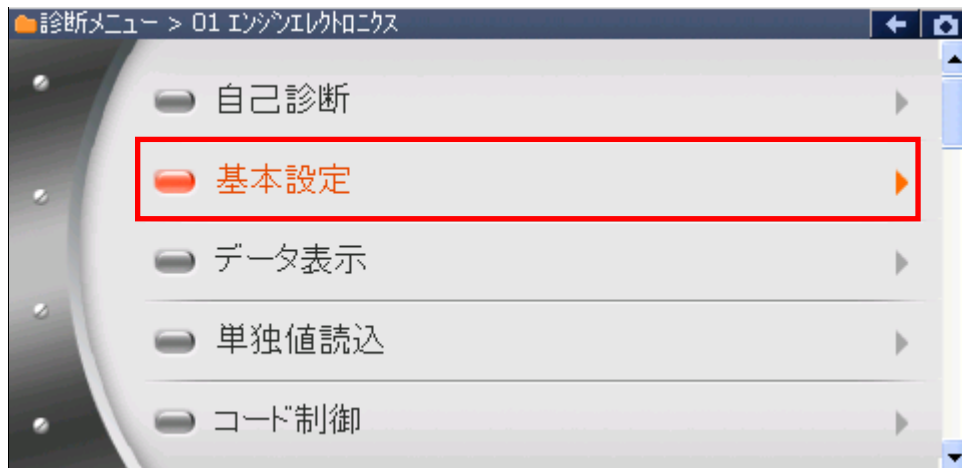 診断メニュー > 01 エンジンエレクトロニクス
自己診断
基本設定
データ表示
単独値読込
コード制御